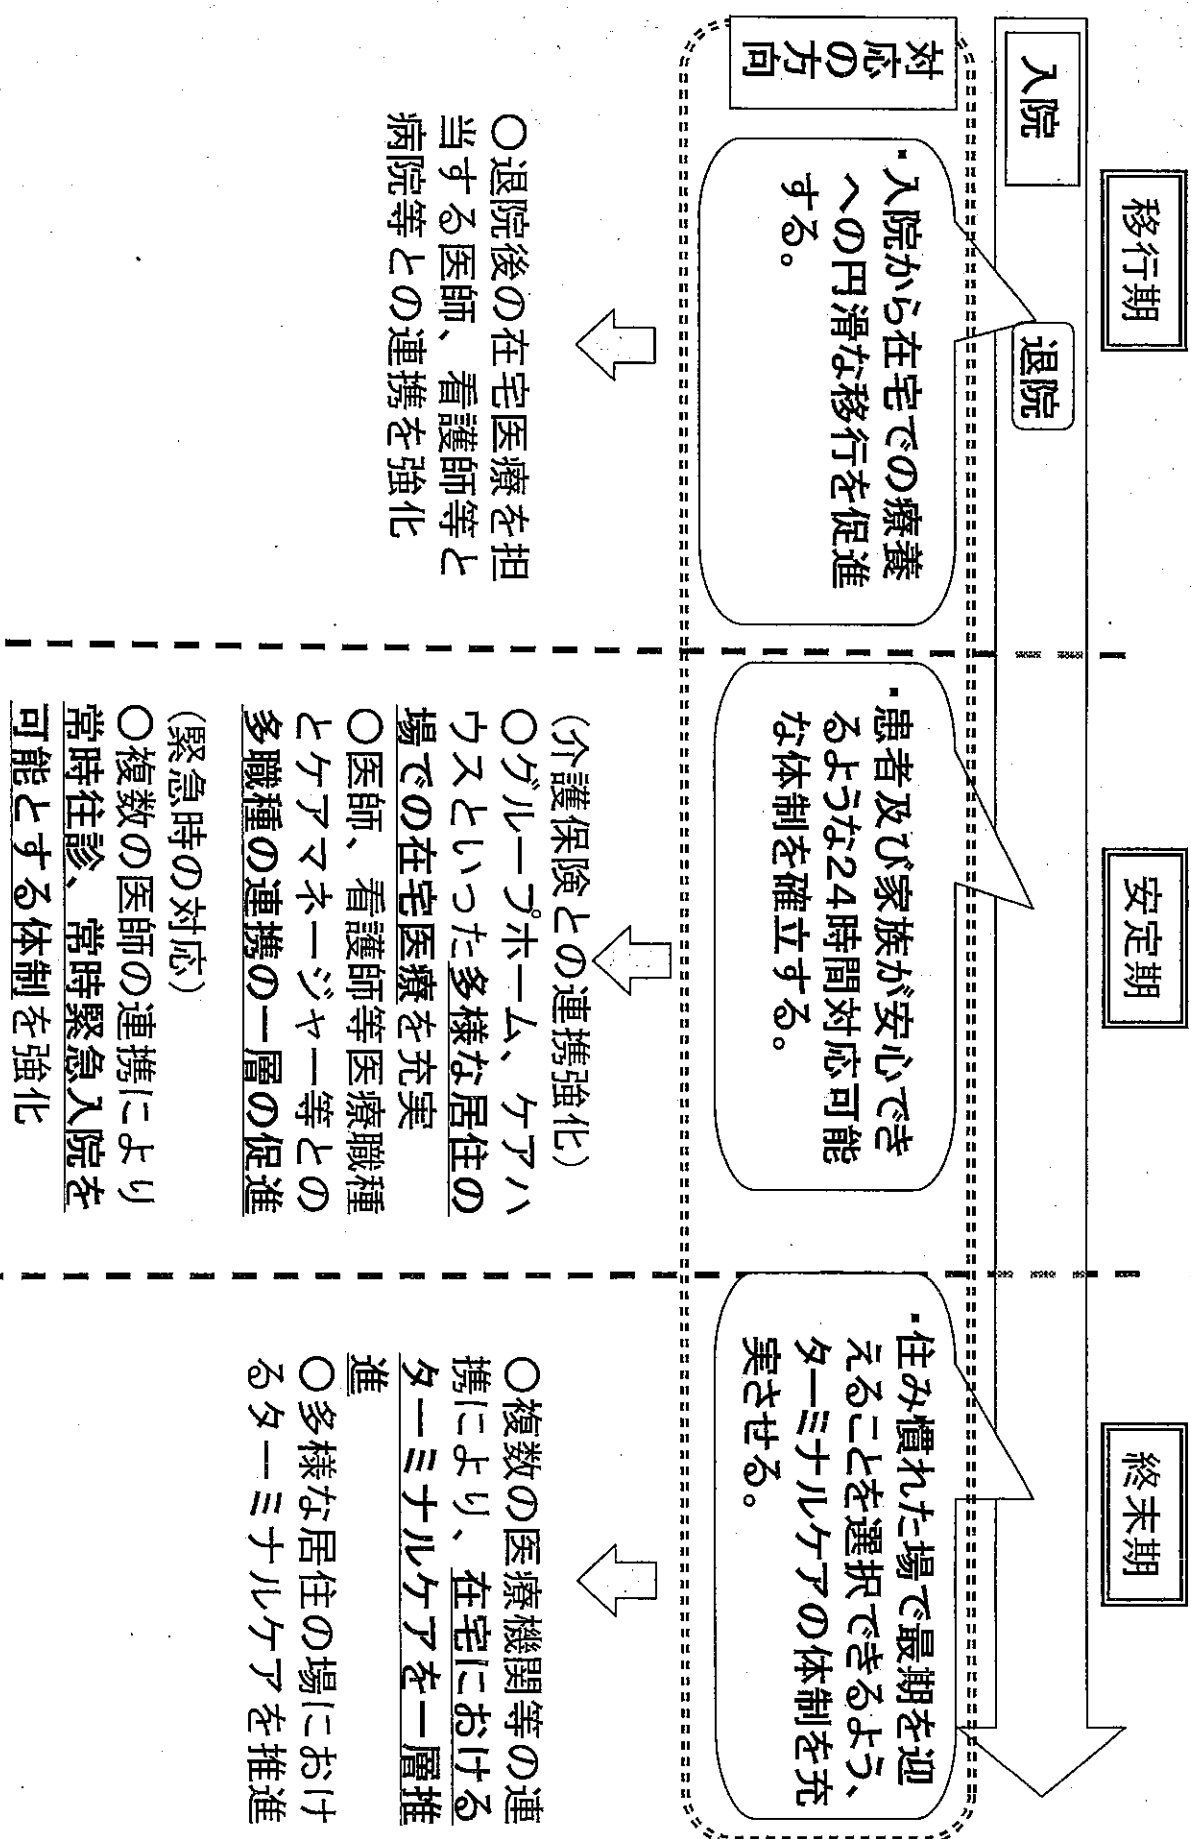 移行期
安定期
終末期
入院
退院
対応の方向
・入院から在宅での療養
への円滑な移行を促進
する。
・患者及び家族が安心でき
るような24時間対応可能
な体制を確立する。
・住み慣れた場で最期を迎
えることを選択できるよう、
ターミナルケアの体制を充
実させる。
○退院後の在宅医療を担
当する医師、看護師等と
病院等との連携を強化
(介護保険との連携強化)
○グループホーム、ケアハ
ウスといった多様な居住の
場での在宅医療を充実
○医師、看護師等医療職種
とケアマネージャー等との
多職種の連携の一層の促進
(緊急時の対応)
○複数の医師の連携により
常時往診、常時緊急入院を
可能とする体制を強化
○複数の医療機関等の連
携により、在宅における
ターミナルケアを一層推
進
○多様な居住の場におけ
るターミナルケアを推進